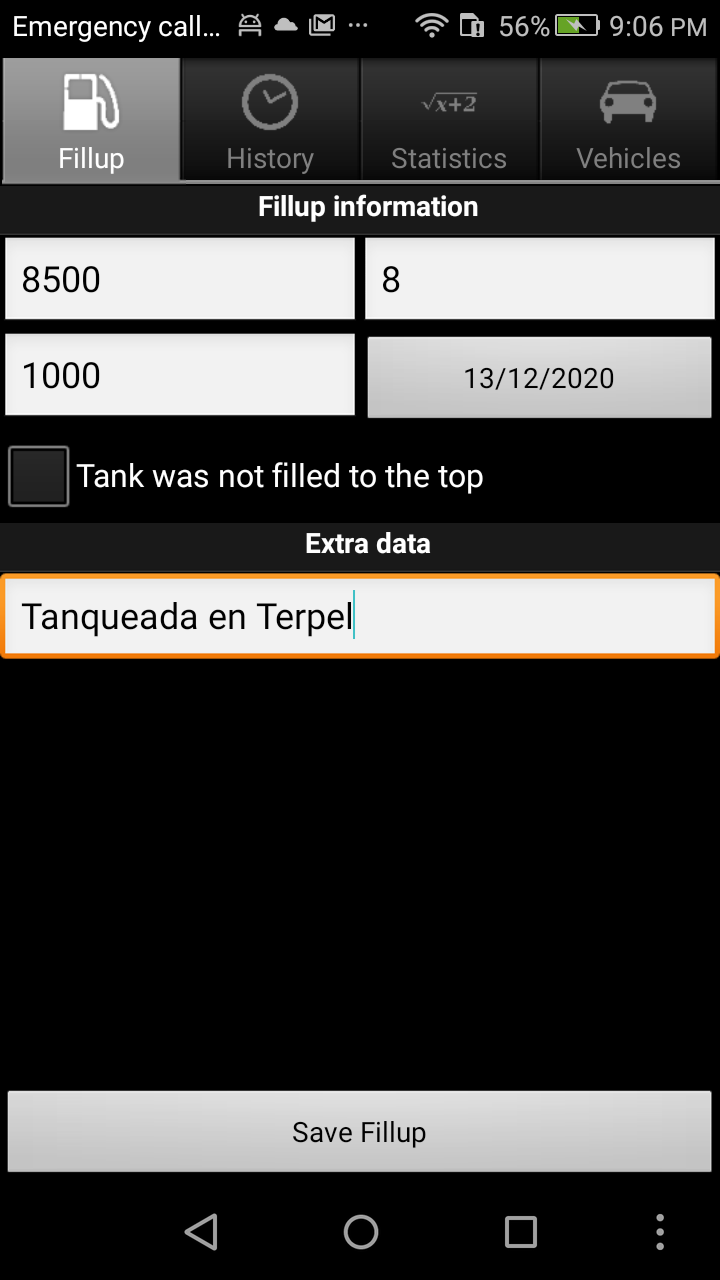 Emergency call... 56% 9:06 PM
Fillup History √x+2 Statistics Vehicles
Fillup information
8500 8
1000 13/12/2020
Tank was not filled to the top
Extra data
Tanqueada en Terpel
Save Fillup